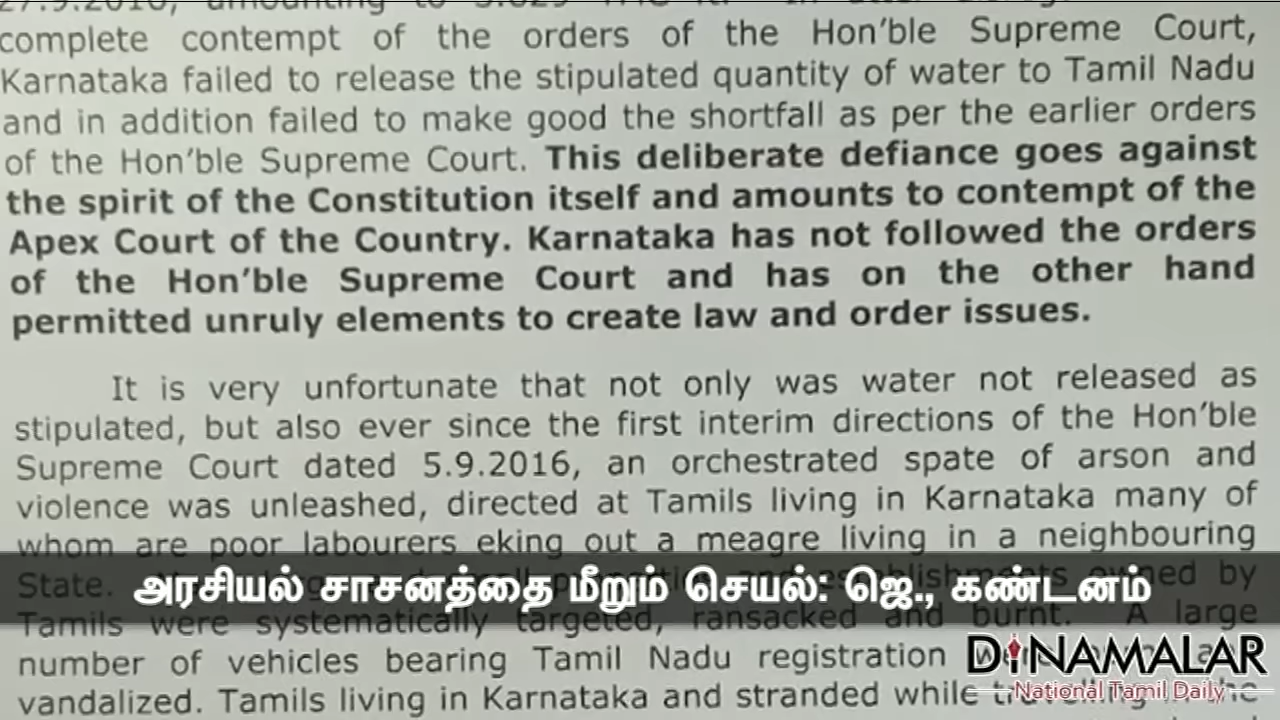 complete contempt of the orders of the Hon'ble Supreme Court,
Karnataka failed to release the stipulated quantity of water to Tamil Nadu
and in addition failed to make good the shortfall as per the earlier orders
of the Hon'ble Supreme Court. This deliberate defiance goes against
the spirit of the Constitution itself and amounts to contempt of the
Apex Court of the Country. Karnataka has not followed the orders
of the Hon'ble Supreme Court and has on the other hand
permitted unruly elements to create law and order issues.
It is very unfortunate that not only was water not released as
stipulated, but also ever since the first interim directions of the Hon'ble
Supreme Court dated 5.9.2016, an orchestrated spate of arson and
violence was unleashed, directed at Tamils living in Karnataka many of
whom are poor labourers eking out a meagre living in a neighbouring
State. establishments owned by
அரசியல் சாசனத்தை மீறும் செயல்: ஜெ., கண்டனம்
Tamils were systematically targeted, ransacked and burnt. A large
number of vehicles bearing Tamil Nadu registration
DINAMALAR
National Tamil Daily
vandalized. Tamils living in Karnataka and stranded while travelling in the